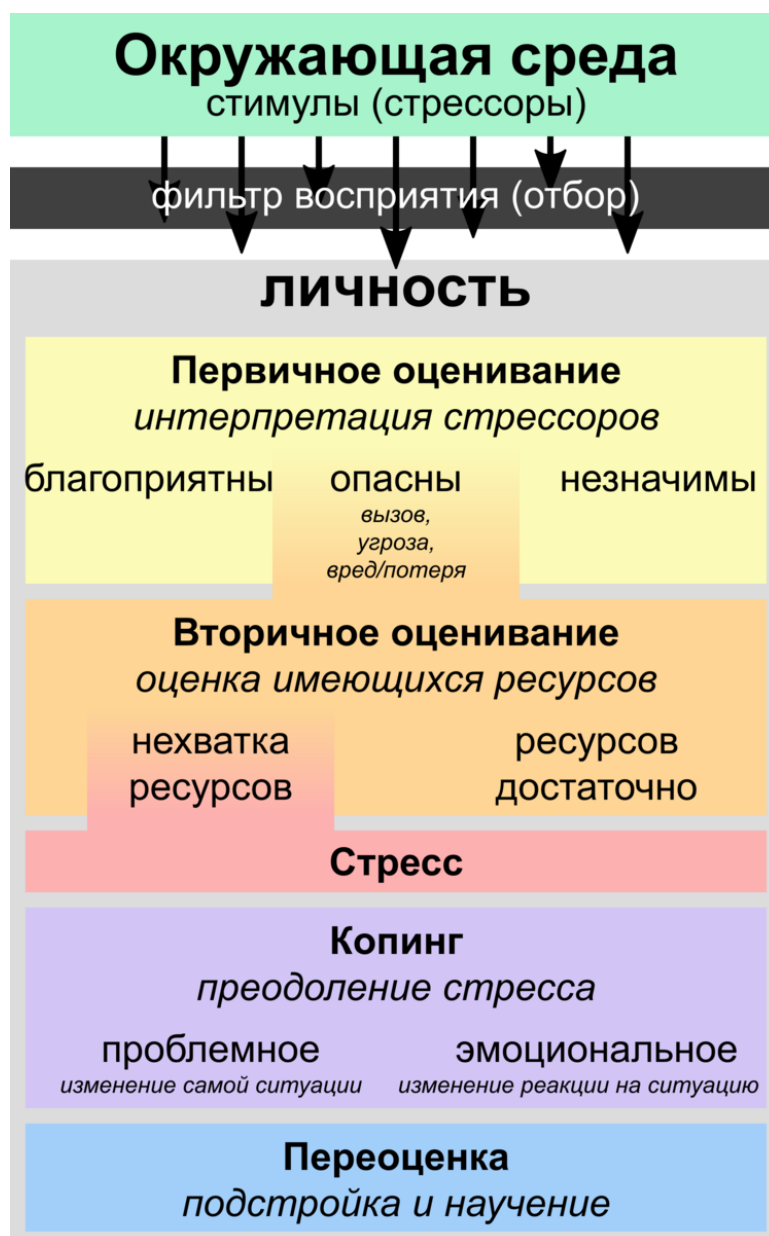 Окружающая среда
стимулы (стрессоры)
фильтр восприятия (отбор)
личность
Первичное оценивание
интерпретация стрессоров
благоприятны опасны незначимы
вызов,
угроза,
вред/потеря
Вторичное оценивание
оценка имеющихся ресурсов
нехватка ресурсов
ресурсов достаточно
Стресс
Копинг
преодоление стресса
проблемное эмоциональное
изменение самой ситуации изменение реакции на ситуацию
Переоценка
подстройка и научение